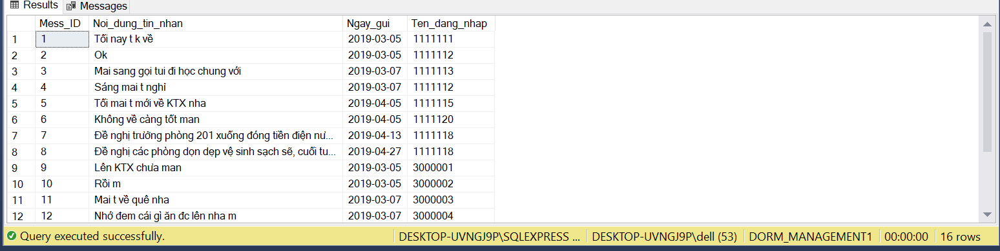 Results Messages
Mess_ID Noi_dung_tin_nhan Ngay_gui Ten_dang_nhap
1 1 Tối nay t k về 2019-03-05 1111111
2 2 Ok 2019-03-05 1111112
3 3 Mai sang gọi tui đi học chung với 2019-03-07 1111113
4 4 Sáng mai t nghỉ 2019-03-07 1111112
5 5 Tối mai t mới về KTX nha 2019-04-05 1111115
6 6 Không về càng tốt man 2019-04-05 1111120
7 7 Đề nghị trưởng phòng 201 xuống đóng tiền điện nư... 2019-04-13 1111118
8 8 Đề nghị các phòng dọn dẹp vệ sinh sạch sẽ, cuối tu... 2019-04-27 1111118
9 9 Lên KTX chưa man 2019-03-05 3000001
10 10 Rồi m 2019-03-05 3000002
11 11 Mai t về quê nha 2019-03-07 3000003
12 12 Nhớ đem cái gì ăn đc lên nha m 2019-03-07 3000004
Query executed successfully. DESKTOP-UVNGJ9P\SQLEXPRESS ... DESKTOP-UVNGJ9P\dell (53) DORM_MANAGEMENT1 00:00:00 16 rows